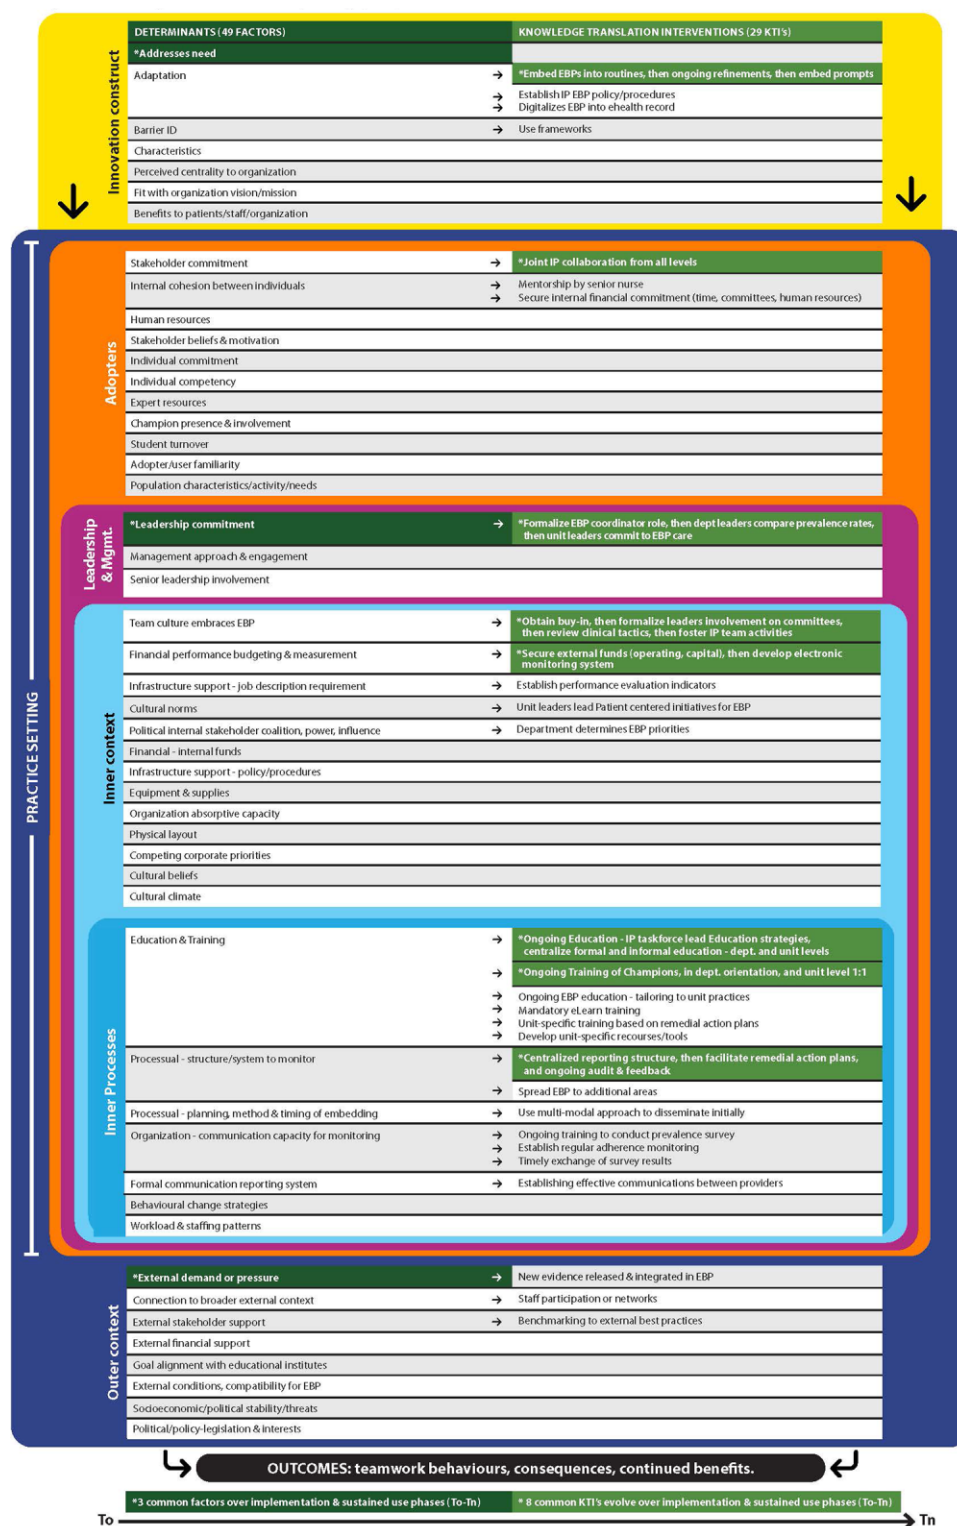 DETERMINANTS (49 FACTORS)
KNOWLEDGE TRANSLATION INTERVENTIONS (29 KTI's)
Innovation construct
*Addresses need
Adaptation
→ *Embed EBPs into routines, then ongoing refinements, then embed prompts
→ Establish IP EBP policy/procedures
→ Digitalizes EBP into ehealth record
Barrier ID
→ Use frameworks
Characteristics
Perceived centrality to organization
Fit with organization vision/mission
Benefits to patients/staff/organization
PRACTICE SETTING
Adopters
Stakeholder commitment
→ *Joint IP collaboration from all levels
Internal cohesion between individuals
→ Mentorship by senior nurse
→ Secure internal financial commitment (time, committees, human resources)
Human resources
Stakeholder beliefs & motivation
Individual commitment
Individual competency
Expert resources
Champion presence & involvement
Student turnover
Adopter/user familiarity
Population characteristics/activity/needs
Leadership
& Mgmt.
*Leadership commitment
→ *Formalize EBP coordinator role, then dept leaders compare prevalence rates,
then unit leaders commit to EBP care
Management approach & engagement
Senior leadership involvement
Inner context
Team culture embraces EBP
→ *Obtain buy-in, then formalize leaders involvement on committees,
then review clinical tactics, then foster IP team activities
Financial performance budgeting & measurement
→ *Secure external funds (operating, capital), then develop electronic
monitoring system
Infrastructure support - job description requirement
→ Establish performance evaluation indicators
Cultural norms
→ Unit leaders lead Patient centered initiatives for EBP
Political internal stakeholder coalition, power, influence
→ Department determines EBP priorities
Financial - internal funds
Infrastructure support - policy/procedures
Equipment & supplies
Organization absorptive capacity
Physical layout
Competing corporate priorities
Cultural beliefs
Cultural climate
Inner Processes
Education & Training
→ *Ongoing Education - IP taskforce lead Education strategies,
centralize formal and informal education - dept. and unit levels
→ *Ongoing Training of Champions, in dept. orientation, and unit level 1:1
→ Ongoing EBP education - tailoring to unit practices
→ Mandatory eLearn training
→ Unit-specific training based on remedial action plans
→ Develop unit-specific recourses/tools
Processual - structure/system to monitor
→ *Centralized reporting structure, then facilitate remedial action plans,
and ongoing audit & feedback
→ Spread EBP to additional areas
Processual - planning, method & timing of embedding
→ Use multi-modal approach to disseminate initially
Organization - communication capacity for monitoring
→ Ongoing training to conduct prevalence survey
→ Establish regular adherence monitoring
→ Timely exchange of survey results
Formal communication reporting system
→ Establishing effective communications between providers
Behavioural change strategies
Workload & staffing patterns
Outer context
*External demand or pressure
→ New evidence released & integrated in EBP
Connection to broader external context
→ Staff participation or networks
External stakeholder support
→ Benchmarking to external best practices
External financial support
Goal alignment with educational institutes
External conditions, compatibility for EBP
Socioeconomic/political stability/threats
Political/policy-legislation & interests
OUTCOMES: teamwork behaviours, consequences, continued benefits.
*3 common factors over implementation & sustained use phases (To-Tn)
* 8 common KTI's evolve over implementation & sustained use phases (To-Tn)
To
Tn